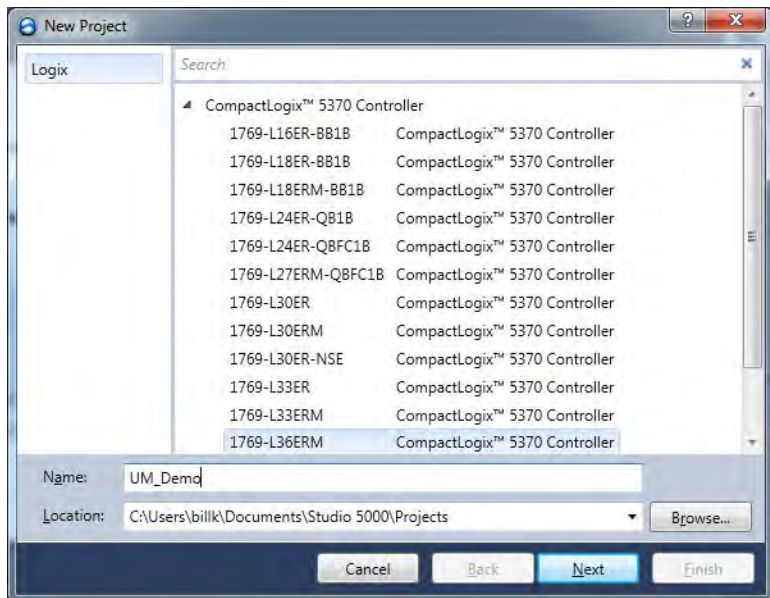 New Project
Logix
Search
CompactLogix™ 5370 Controller
1769-L16ER-BB1B CompactLogix™ 5370 Controller
1769-L18ER-BB1B CompactLogix™ 5370 Controller
1769-L18ERM-BB1B CompactLogix™ 5370 Controller
1769-L24ER-QB1B CompactLogix™ 5370 Controller
1769-L24ER-QBFC1B CompactLogix™ 5370 Controller
1769-L27ERM-QBFC1B CompactLogix™ 5370 Controller
1769-L30ER CompactLogix™ 5370 Controller
1769-L30ERM CompactLogix™ 5370 Controller
1769-L30ER-NSE CompactLogix™ 5370 Controller
1769-L33ER CompactLogix™ 5370 Controller
1769-L33ERM CompactLogix™ 5370 Controller
1769-L36ERM CompactLogix™ 5370 Controller
Name: UM_Demo
Location: C:\Users\billk\Documents\Studio 5000\Projects Browse...
Cancel Back Next Finish